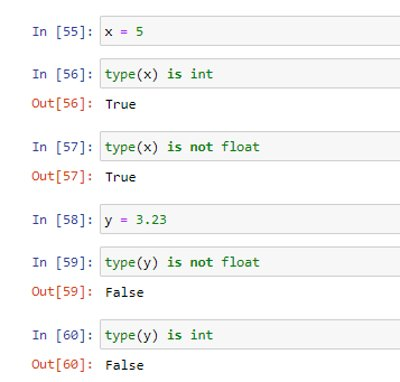 In [55]: x = 5
In [56]: type(x) is int
Out[56]: True
In [57]: type(x) is not float
Out[57]: True
In [58]: y = 3.23
In [59]: type(y) is not float
Out[59]: False
In [60]: type(y) is int
Out[60]: False